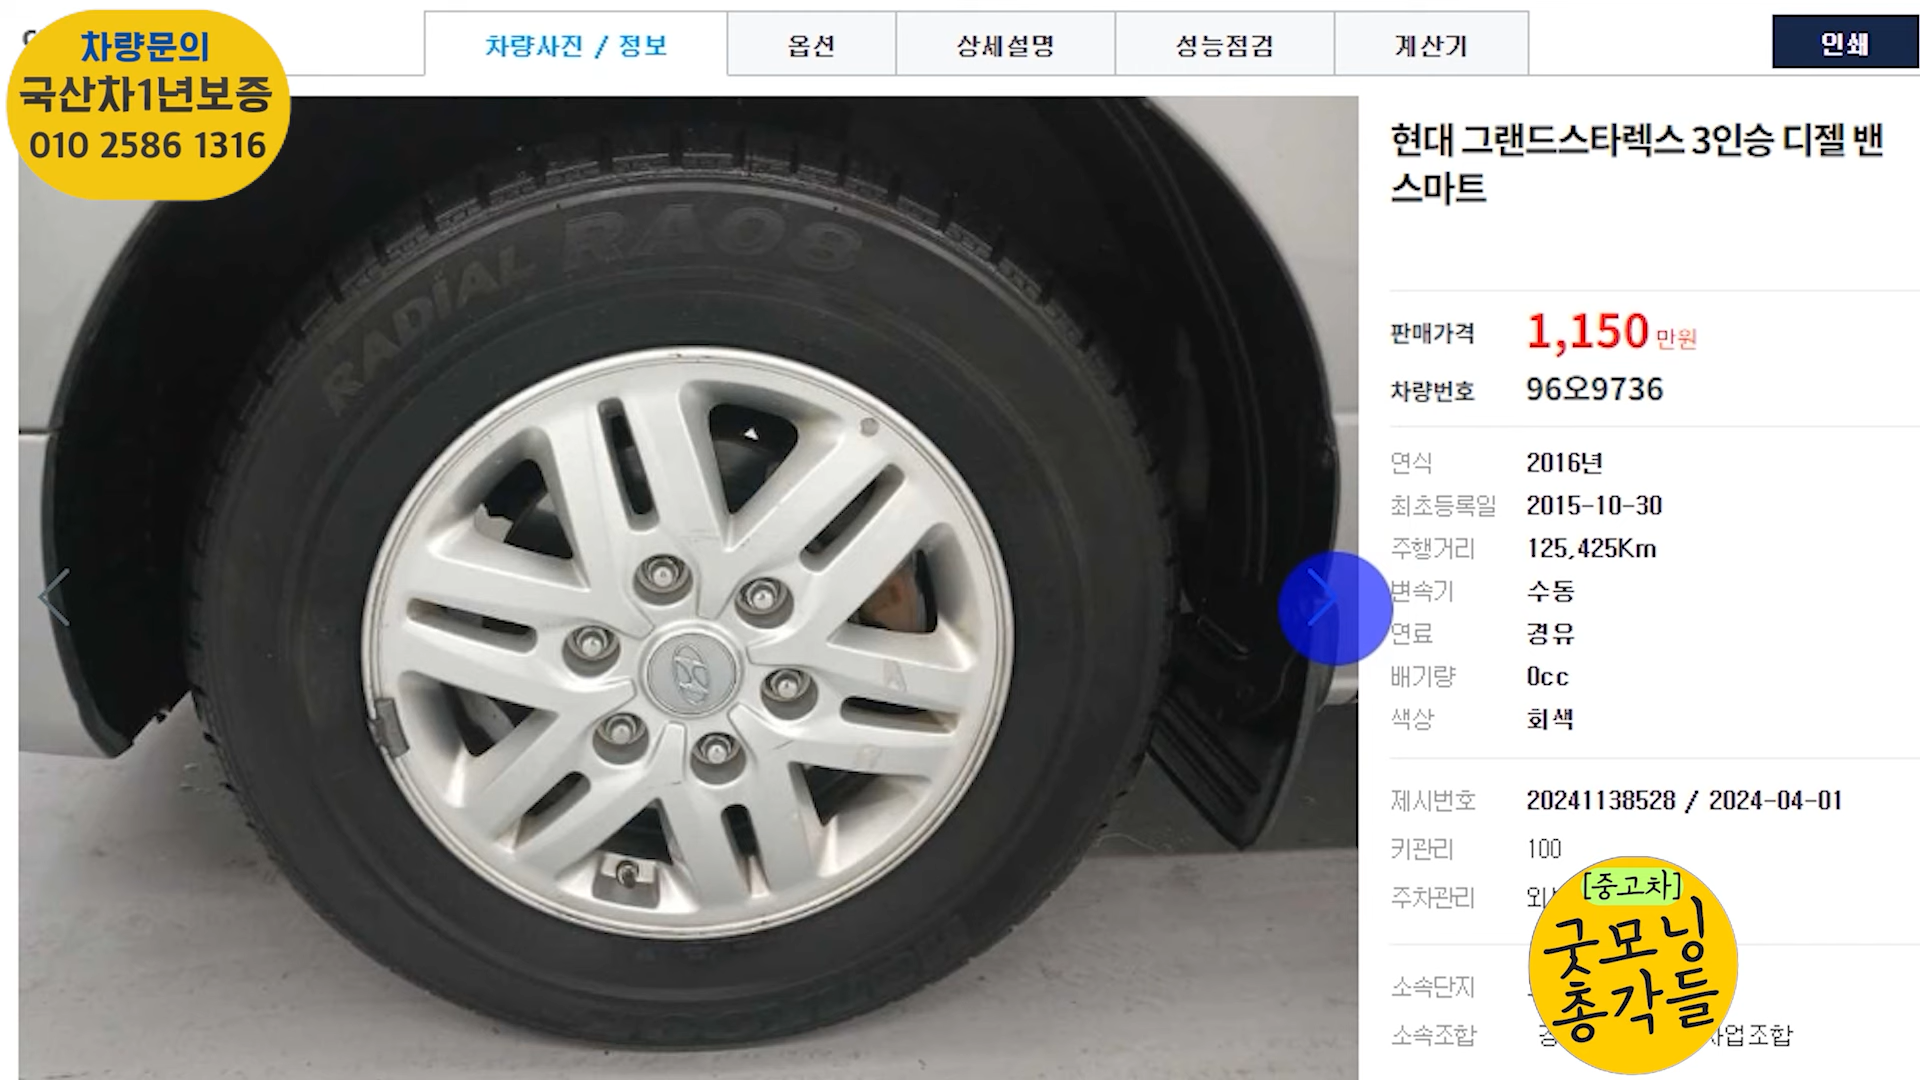 차량문의
국산차1년보증
010 2586 1316
차량사진 / 정보
옵션
상세설명
성능점검
계산기
인쇄
RADIAL RA08
현대 그랜드스타렉스 3인승 디젤 밴
스마트
판매가격 1,150 만원
차량번호 96오9736
연식 2016년
최초등록일 2015-10-30
주행거리 125,425Km
변속기 수동
연료 경유
배기량 0cc
색상 회색
제시번호 20241138528 / 2024-04-01
키관리 100
주차관리
소속단지
소속조합
[중고차]
굿모닝
총각들